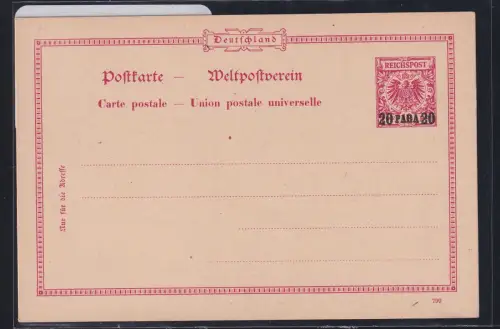 Deutschland
REICHSPOST
Postkarte — Weltpostverein
Carte postale — Union postale universelle
20 PARA 20
Nur für die Adresse